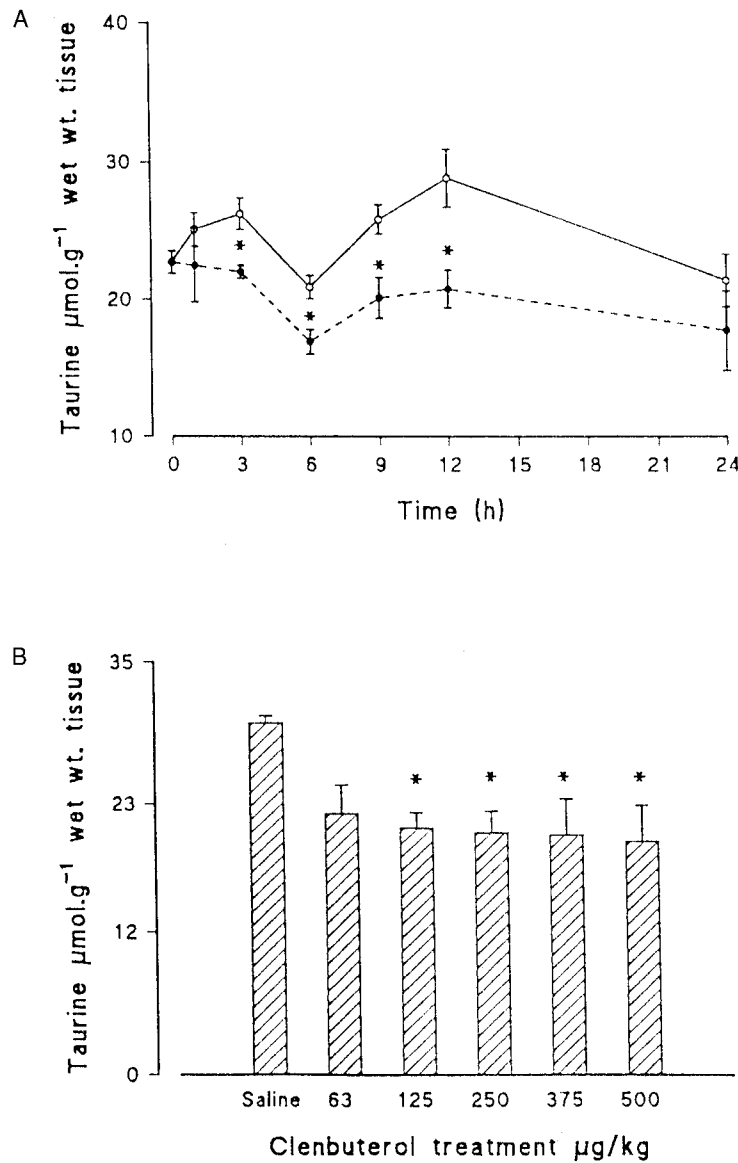 A
Taurine μmol.g⁻¹ wet wt. tissue
40
30
20
10
*
*
*
*
0 3 6 9 12 15 18 21 24
Time (h)
B
Taurine μmol.g⁻¹ wet wt. tissue
35
23
12
0
* * * *
Saline 63 125 250 375 500
Clenbuterol treatment μg/kg